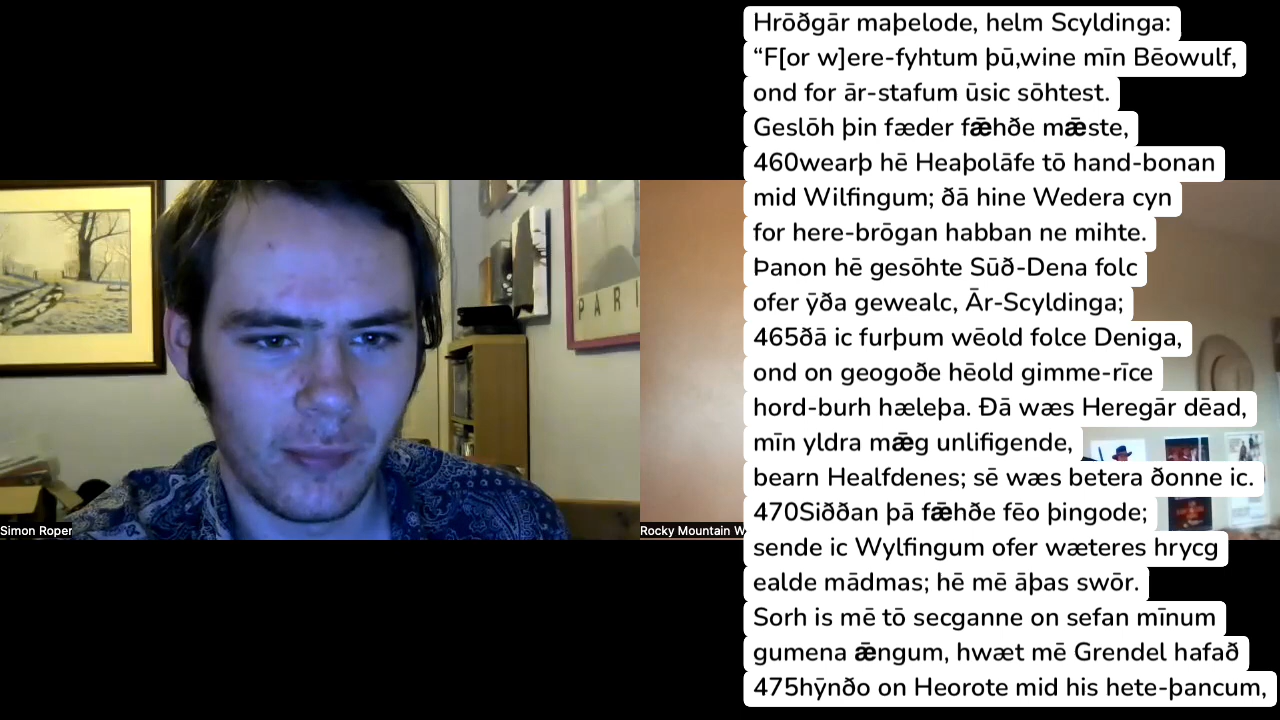 Hrōðgār maþelode, helm Scyldinga:
“F[or w]ere-fyhtum þū,wine mīn Bēowulf,
ond for ār-stafum ūsic sōhtest.
Geslōh þin fæder fǣhðe mǣste,
460wearþ hē Heaþolāfe tō hand-bonan
mid Wilfingum; ðā hine Wedera cyn
for here-brōgan habban ne mihte.
Þanon hē gesōhte Sūð-Dena folc
ofer ȳða gewealc, Ār-Scyldinga;
465ðā ic furþum wēold folce Deniga,
ond on geogoðe hēold gimme-rīce
hord-burh hæleþa. Ðā wæs Heregār dēad,
mīn yldra mǣg unlifigende,
bearn Healfdenes; sē wæs betera ðonne ic.
470Siððan þā fǣhðe fēo þingode;
sende ic Wylfingum ofer wæteres hrycg
ealde mādmas; hē mē āþas swōr.
Sorh is mē tō secganne on sefan mīnum
gumena ǣngum, hwæt mē Grendel hafað
475hȳnðo on Heorote mid his hete-þancum,
PARI
Simon Roper
Rocky Mountain W